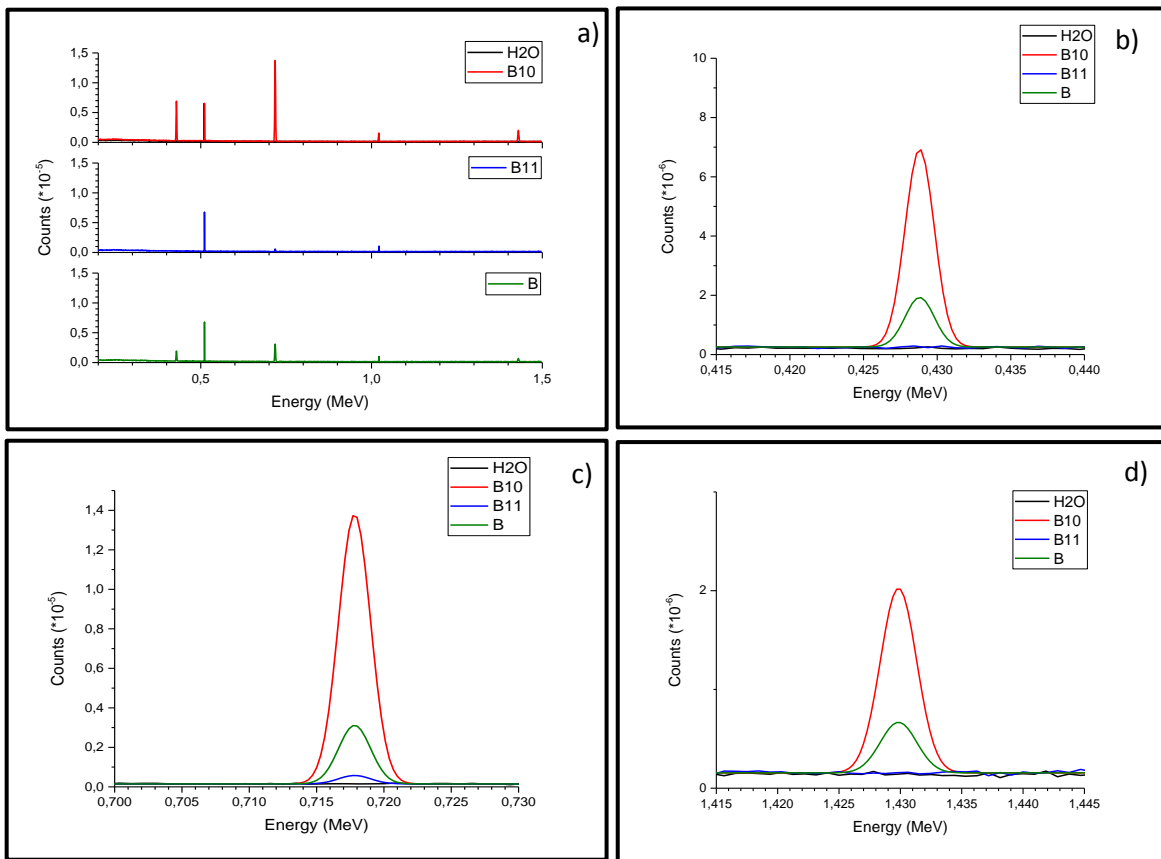 a)
H2O
B10
1,5
1,0
0,5
0,0
B11
1,5
1,0
0,5
0,0
B
1,5
1,0
0,5
0,0
Counts (*10⁻⁵)
0,5 1,0 1,5
Energy (MeV)
b)
H2O
B10
B11
B
10
8
6
4
2
0
Counts (*10⁻⁶)
0,415 0,420 0,425 0,430 0,435 0,440
Energy (MeV)
c)
H2O
B10
B11
B
1,4
1,2
1,0
0,8
0,6
0,4
0,2
0,0
Counts (*10⁻⁵)
0,700 0,705 0,710 0,715 0,720 0,725 0,730
Energy (MeV)
d)
H2O
B10
B11
B
2
0
Counts (*10⁻⁶)
1,415 1,420 1,425 1,430 1,435 1,440 1,445
Energy (MeV)